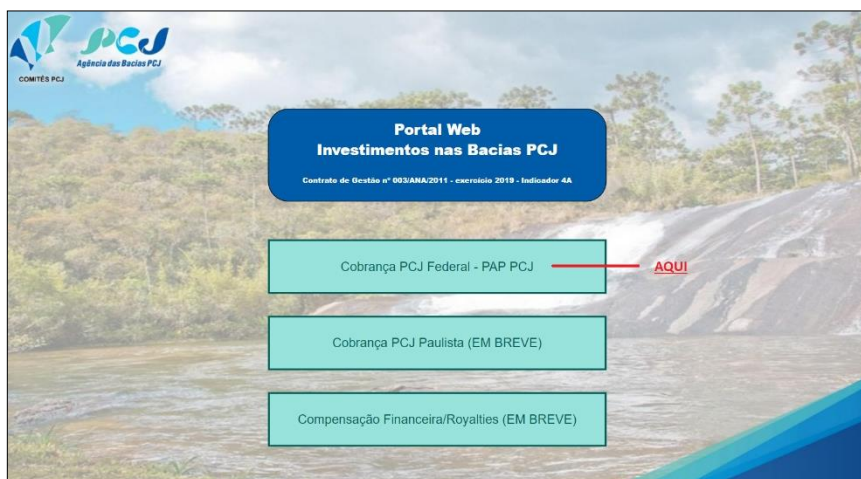 PCJ
Agência das Bacias PCJ
COMITÊS PCJ
Portal Web
Investimentos nas Bacias PCJ
Contrato de Gestão nº 003/ANA/2011 - exercício 2019 - Indicador 4A
Cobrança PCJ Federal - PAP PCJ
AQUI
Cobrança PCJ Paulista (EM BREVE)
Compensação Financeira/Royalties (EM BREVE)